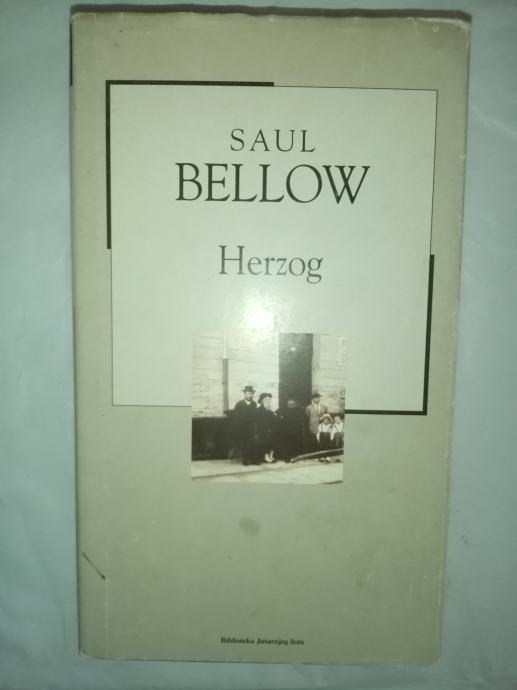 SAUL
BELLOW
Herzog
Biblioteka Jutarnjeg lista